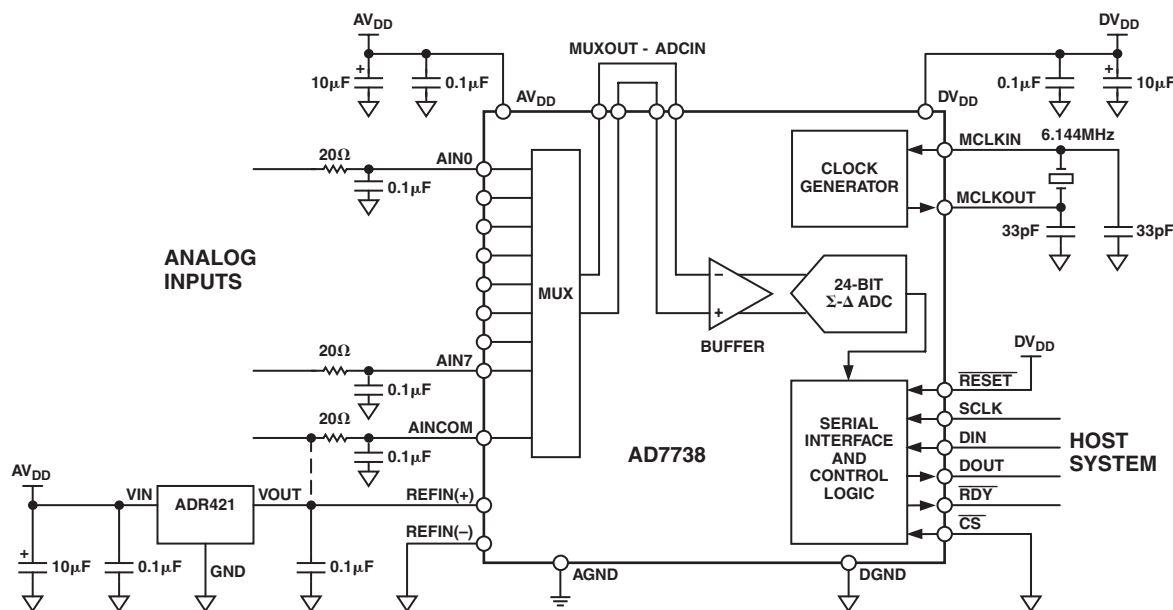 AVDD
10µF
0.1µF
MUXOUT - ADCIN
DVDD
0.1µF
10µF
AVDD
DVDD
20Ω
AIN0
0.1µF
ANALOG
INPUTS
MUX
CLOCK
GENERATOR
MCLKIN
6.144MHz
MCLKOUT
33pF
33pF
–
+
BUFFER
24-BIT
Σ-Δ ADC
20Ω
AIN7
0.1µF
20Ω
AINCOM
0.1µF
AD7738
SERIAL
INTERFACE
AND
CONTROL
LOGIC
DVDD
RESET
SCLK
DIN
DOUT
RDY
CS
HOST
SYSTEM
AVDD
VIN
ADR421
VOUT
REFIN(+)
REFIN(–)
10µF
0.1µF
GND
0.1µF
AGND
DGND
+
+
+